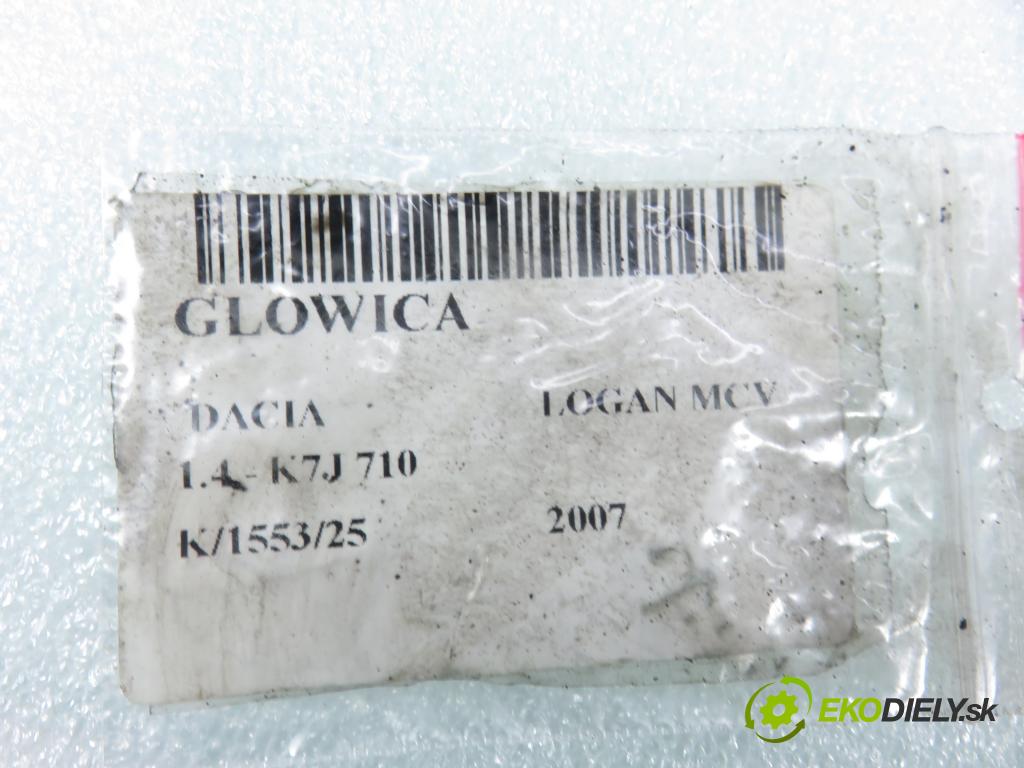 GLOWICA
DACIA LOGAN MCV
1.4 - K7J 710
K/1553/25 2007
EKODIELY.sk